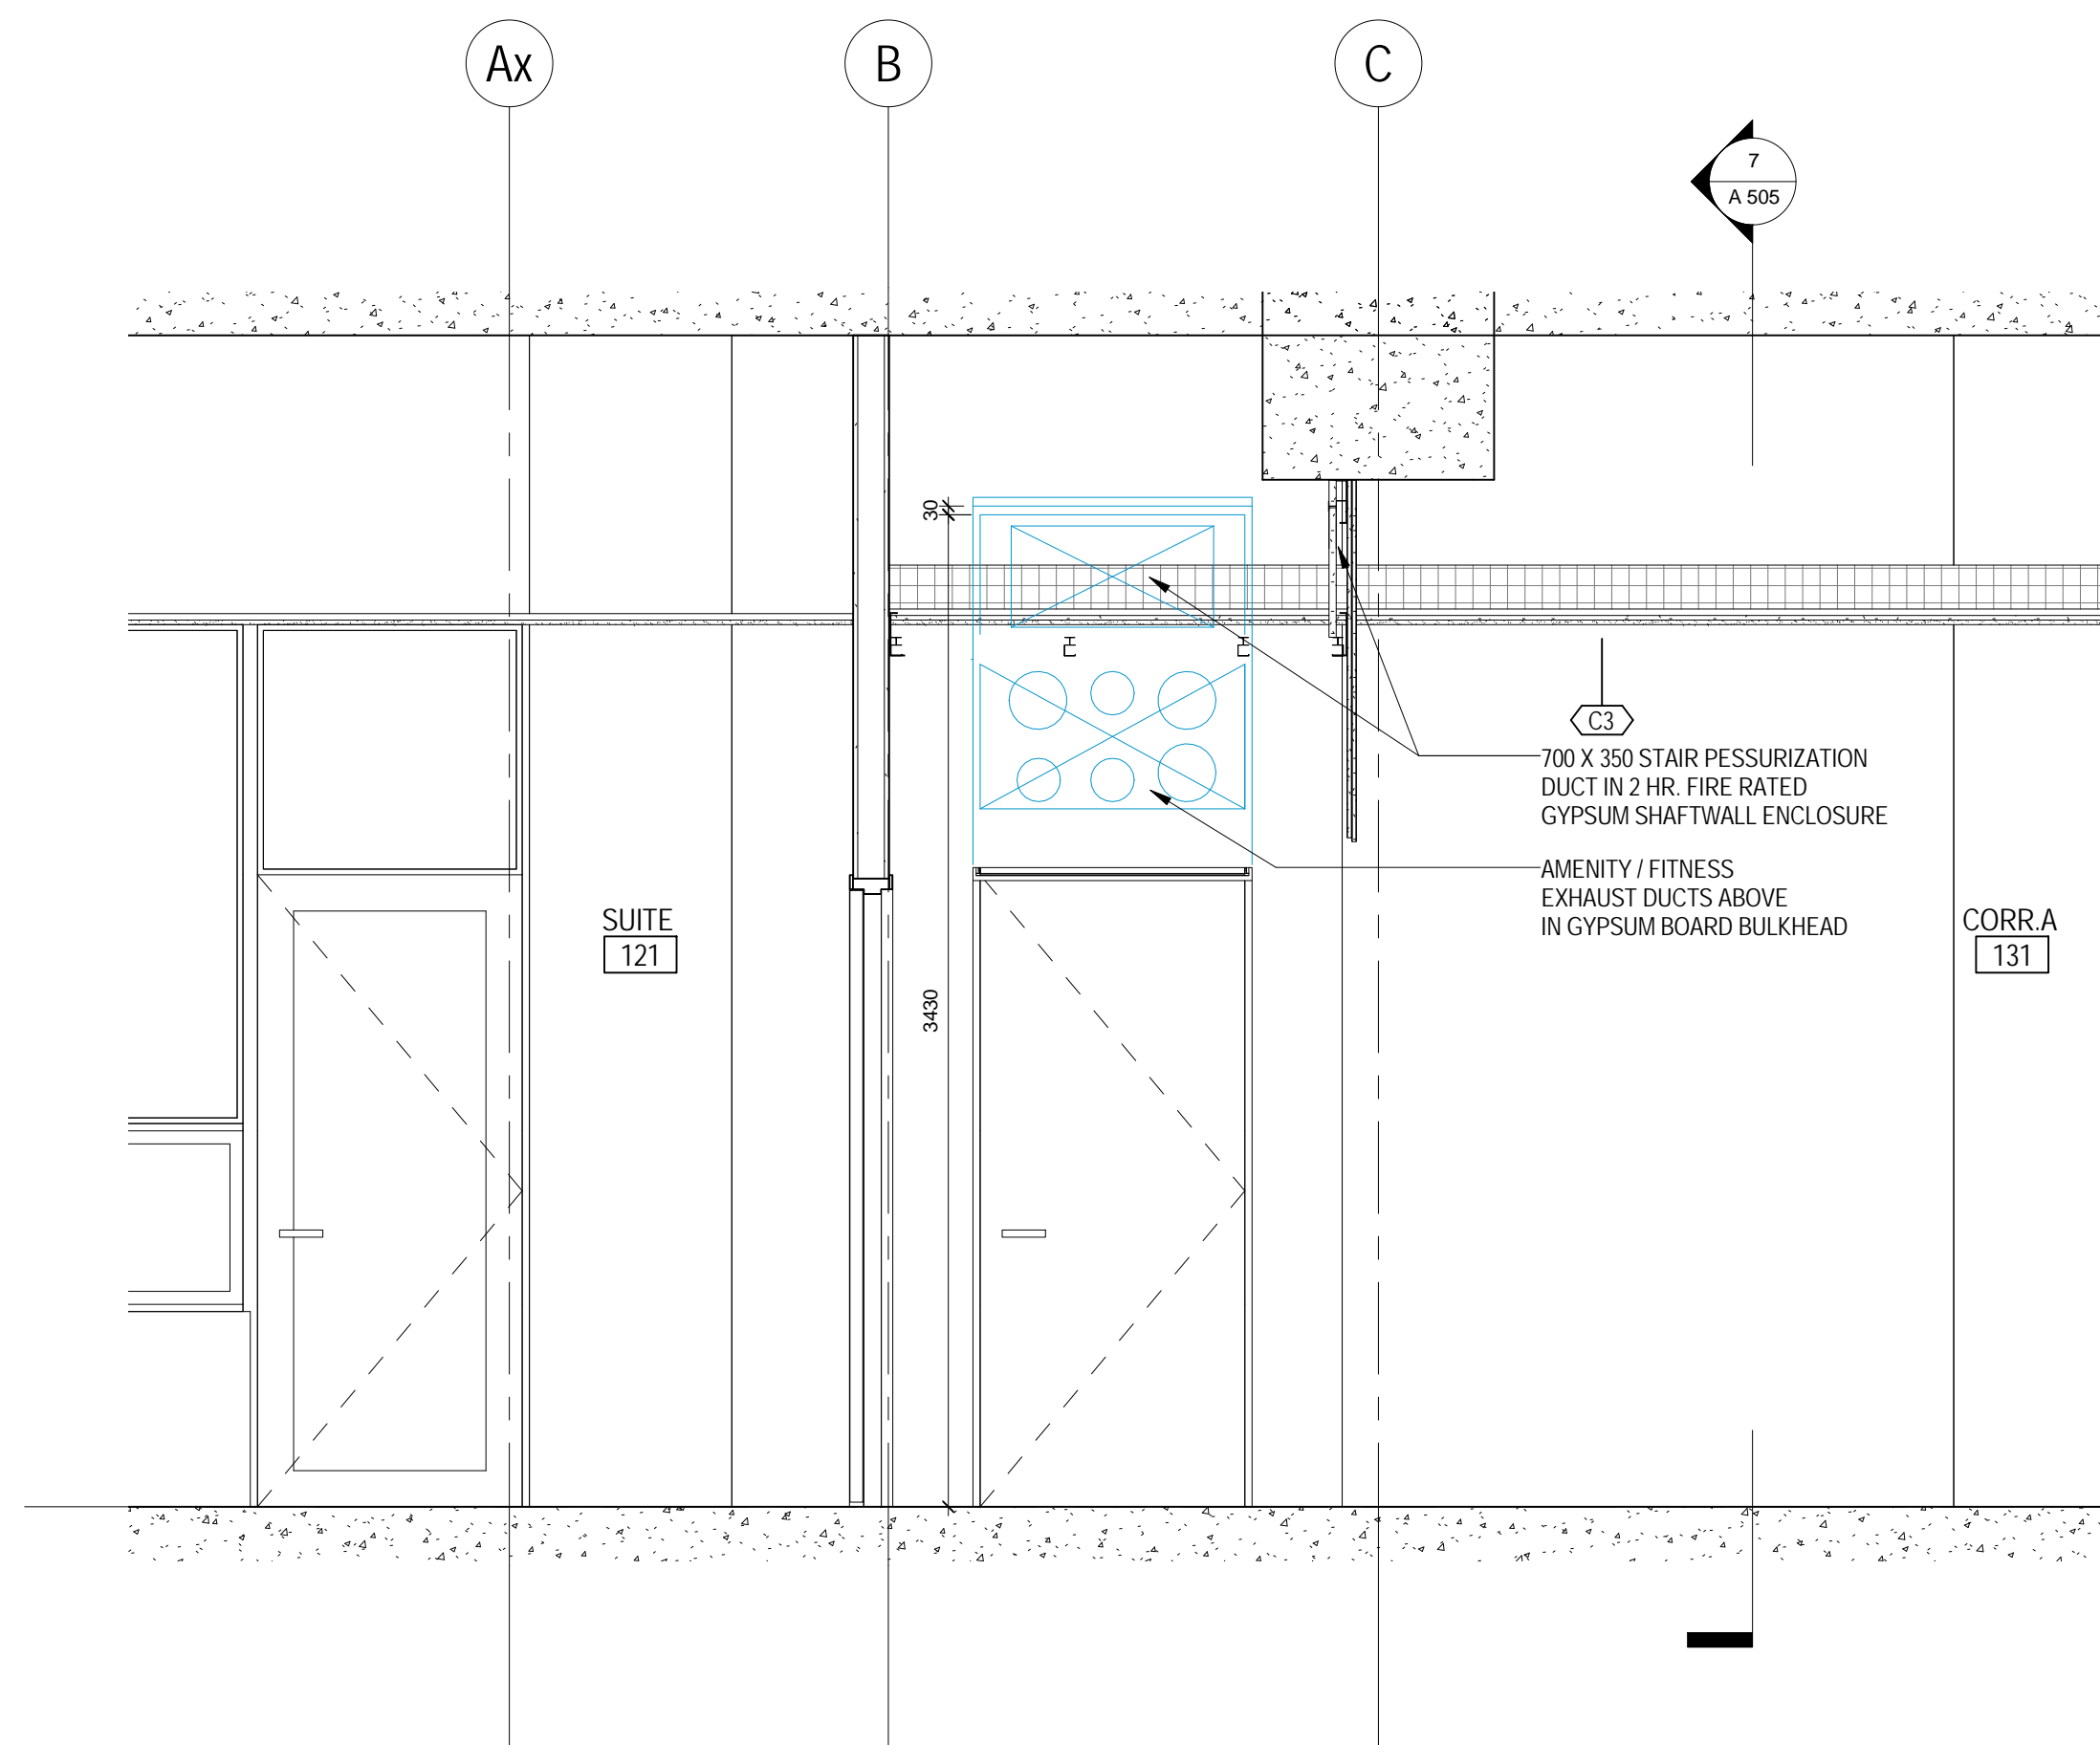 Ax
B
C
7
A 505
30
C3
700 X 350 STAIR PESSURIZATION
DUCT IN 2 HR. FIRE RATED
GYPSUM SHAFTWALL ENCLOSURE
AMENITY / FITNESS
EXHAUST DUCTS ABOVE
IN GYPSUM BOARD BULKHEAD
SUITE
121
CORR.A
131
3430